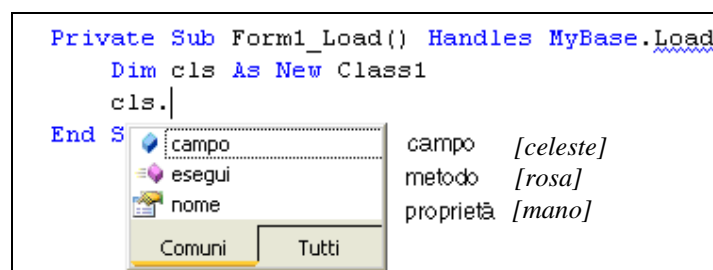 Private Sub Form1_Load() Handles MyBase.Load
Dim cls As New Class1
cls.
End S
campo campo [celeste]
esegui metodo [rosa]
nome proprietà [mano]
Comuni Tutti